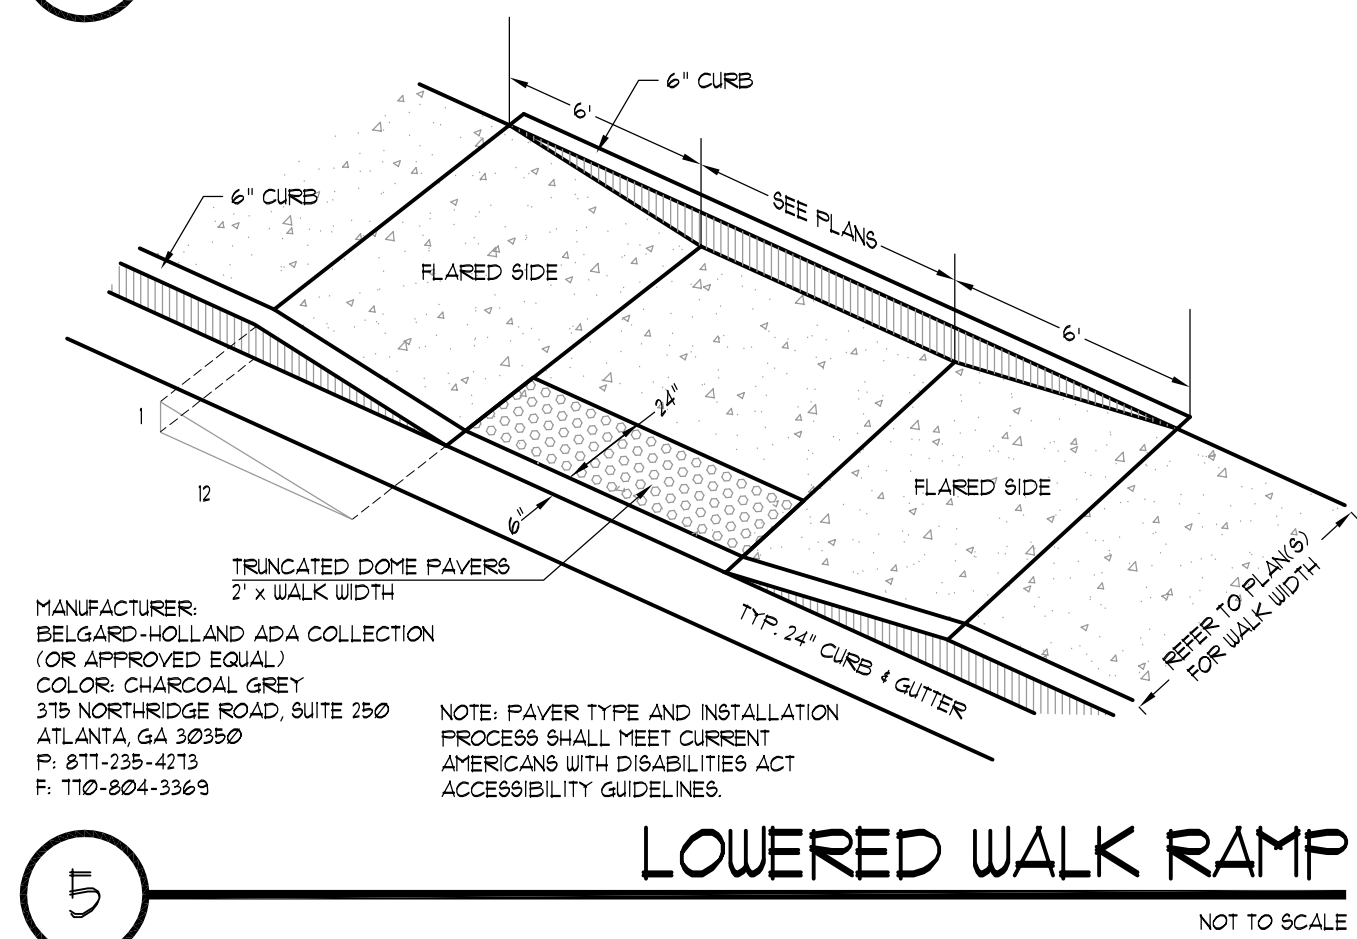 6" CURB
6'
6" CURB
SEE PLANS
FLARED SIDE
6'
24"
1
12
FLARED SIDE
6"
TRUNCATED DOME PAVERS
2' x WALK WIDTH
REFER TO PLAN(S)
FOR WALK WIDTH
TYP. 24" CURB & GUTTER
MANUFACTURER:
BELGARD-HOLLAND ADA COLLECTION
(OR APPROVED EQUAL)
COLOR: CHARCOAL GREY
375 NORTHRIDGE ROAD, SUITE 250
ATLANTA, GA 30350
P: 877-235-4273
F: 770-804-3369
NOTE: PAVER TYPE AND INSTALLATION
PROCESS SHALL MEET CURRENT
AMERICANS WITH DISABILITIES ACT
ACCESSIBILITY GUIDELINES.
LOWERED WALK RAMP
5
NOT TO SCALE